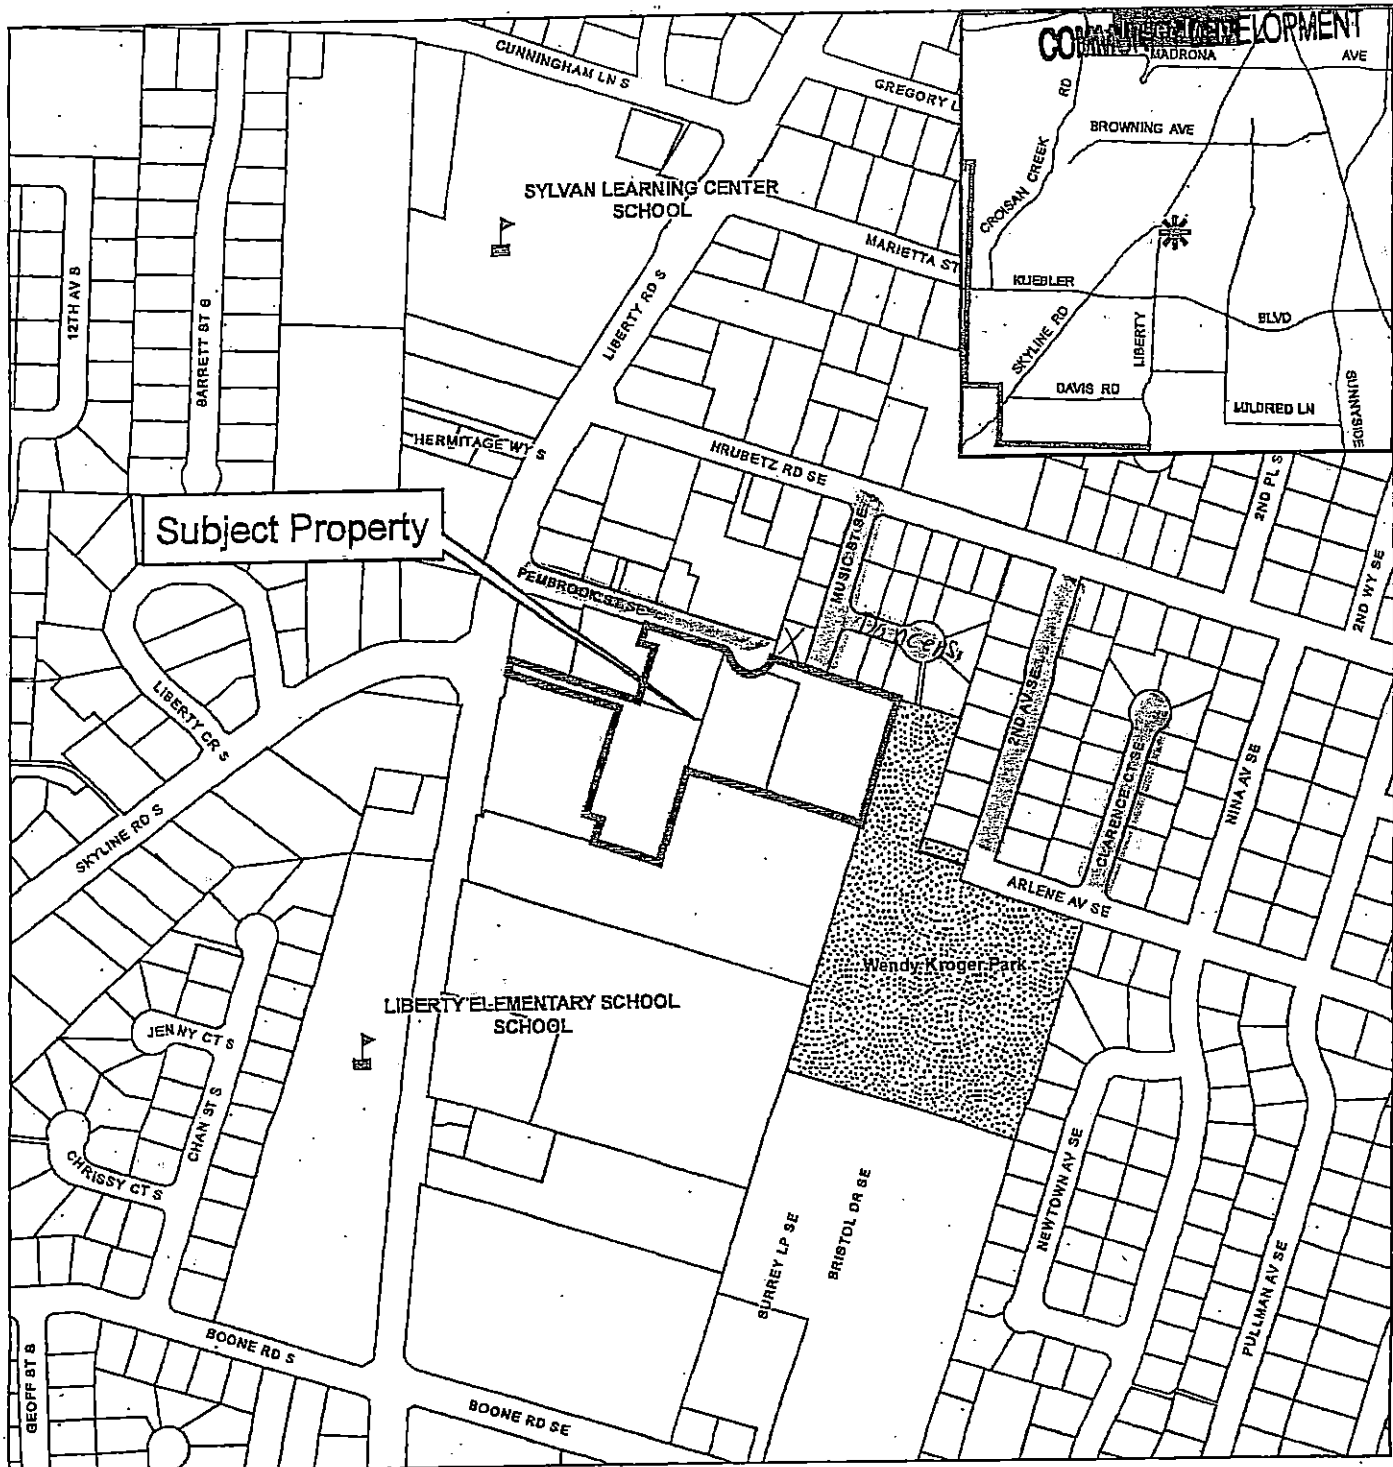 COMMUNITY DEVELOPMENT
MADRONA AVE
RD
BROWNING AVE
CROISAN CREEK
KUEBLER
BLVD
SKYLINE RD
LIBERTY
DAVIS RD
MILDRED LN
SUNNYSIDE
CUNNINGHAM LN S
GREGORY L
SYLVAN LEARNING CENTER
SCHOOL
MARIETTA ST
12TH AV S
BARRETT ST S
LIBERTY RD S
HERMITAGE WY S
HRUBETZ RD SE
2ND PL S
2ND WY SE
Subject Property
PEMBROOK ST SE
MUSIC ST SE
LIBERTY CR S
2ND AV SE
CLARENCE CT SE
NINA AV SE
SKYLINE RD S
ARLENE AV SE
Wendy Kroger Park
LIBERTY ELEMENTARY SCHOOL
SCHOOL
JENNY CT S
CHAN ST S
CHRISSY CT S
NEWTOWN AV SE
SURREY LP SE
BRISTOL DR SE
PULLMAN AV SE
BOONE RD S
GEOFF ST S
BOONE RD SE